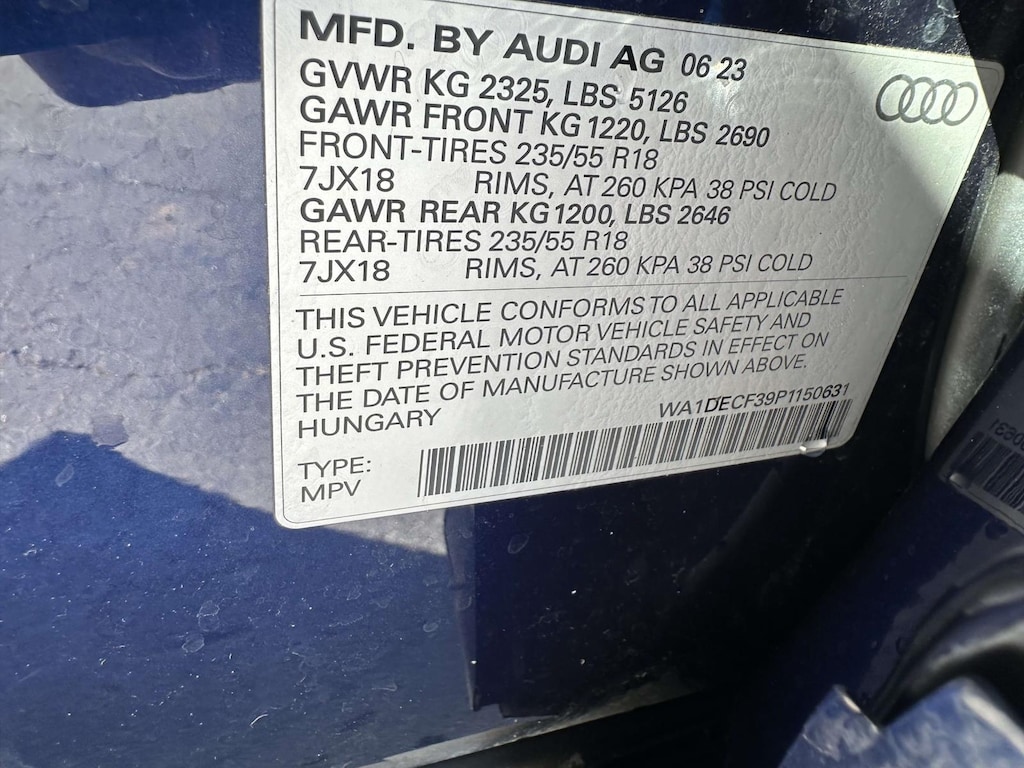 MFD. BY AUDI AG 06 23
GVWR KG 2325, LBS 5126
GAWR FRONT KG 1220, LBS 2690
FRONT-TIRES 235/55 R18
7JX18 RIMS, AT 260 KPA 38 PSI COLD
GAWR REAR KG 1200, LBS 2646
REAR-TIRES 235/55 R18
7JX18 RIMS, AT 260 KPA 38 PSI COLD
THIS VEHICLE CONFORMS TO ALL APPLICABLE
U.S. FEDERAL MOTOR VEHICLE SAFETY AND
THEFT PREVENTION STANDARDS IN EFFECT ON
THE DATE OF MANUFACTURE SHOWN ABOVE.
HUNGARY WA1DECF39P1150631
TYPE:
MPV